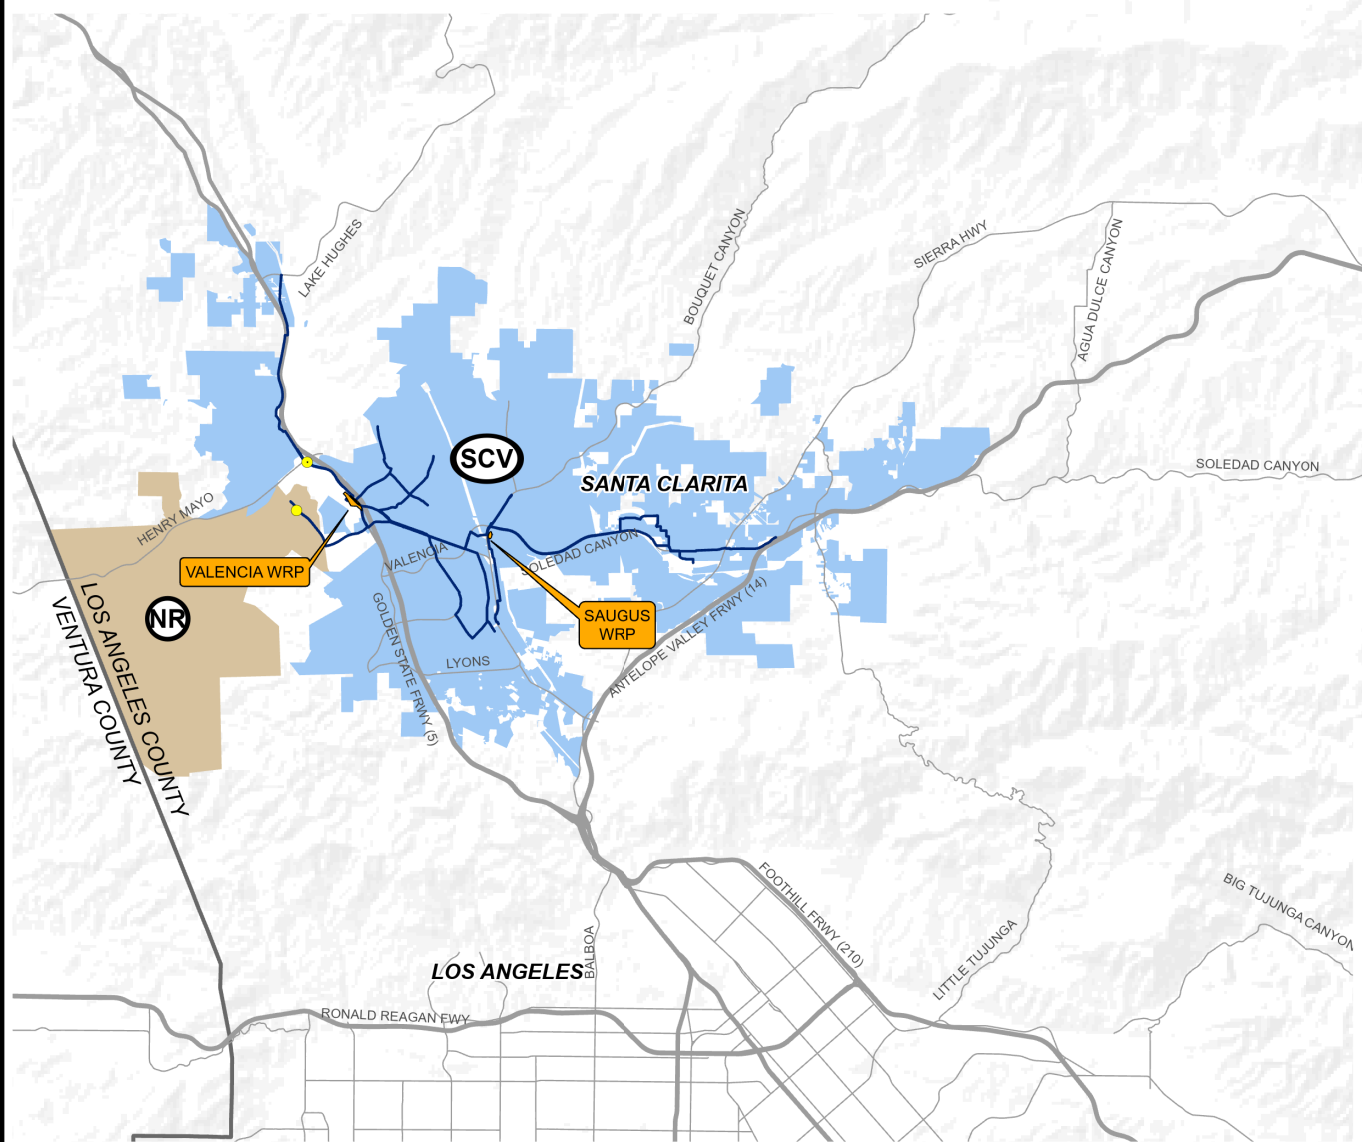 LAKE HUGHES
BOUQUET CANYON
SIERRA HWY
AGUA DULCE CANYON
SCV
SANTA CLARITA
SOLEDAD CANYON
HENRY MAYO
VALENCIA WRP
VALENCIA
SOLEDAD CANYON
NR
SAUGUS
WRP
LOS ANGELES COUNTY
VENTURA COUNTY
GOLDEN STATE FRWY (5)
LYONS
ANTELOPE VALLEY FRWY (14)
FOOTHILL FRWY (210)
BIG TUJUNGA CANYON
LITTLE TUJUNGA
LOS ANGELES
BALBOA
RONALD REAGAN FWY